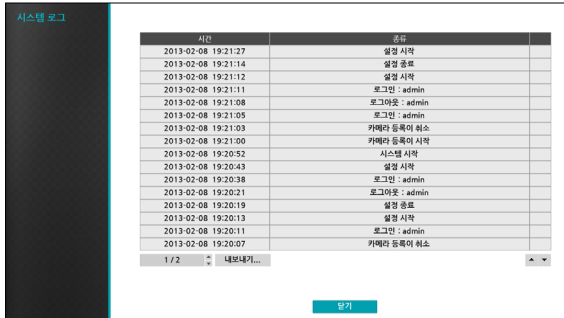 시스템 로그
시간 종류
2013-02-08 19:21:27 설정 시작
2013-02-08 19:21:14 설정 종료
2013-02-08 19:21:12 설정 시작
2013-02-08 19:21:11 로그인 : admin
2013-02-08 19:21:08 로그아웃 : admin
2013-02-08 19:21:05 로그인 : admin
2013-02-08 19:21:03 카메라 등록이 취소
2013-02-08 19:21:00 카메라 등록이 시작
2013-02-08 19:20:52 시스템 시작
2013-02-08 19:20:43 설정 시작
2013-02-08 19:20:38 로그인 : admin
2013-02-08 19:20:21 로그아웃 : admin
2013-02-08 19:20:19 설정 종료
2013-02-08 19:20:13 설정 시작
2013-02-08 19:20:11 로그인 : admin
2013-02-08 19:20:07 카메라 등록이 취소
1 / 2 내보내기...
닫기